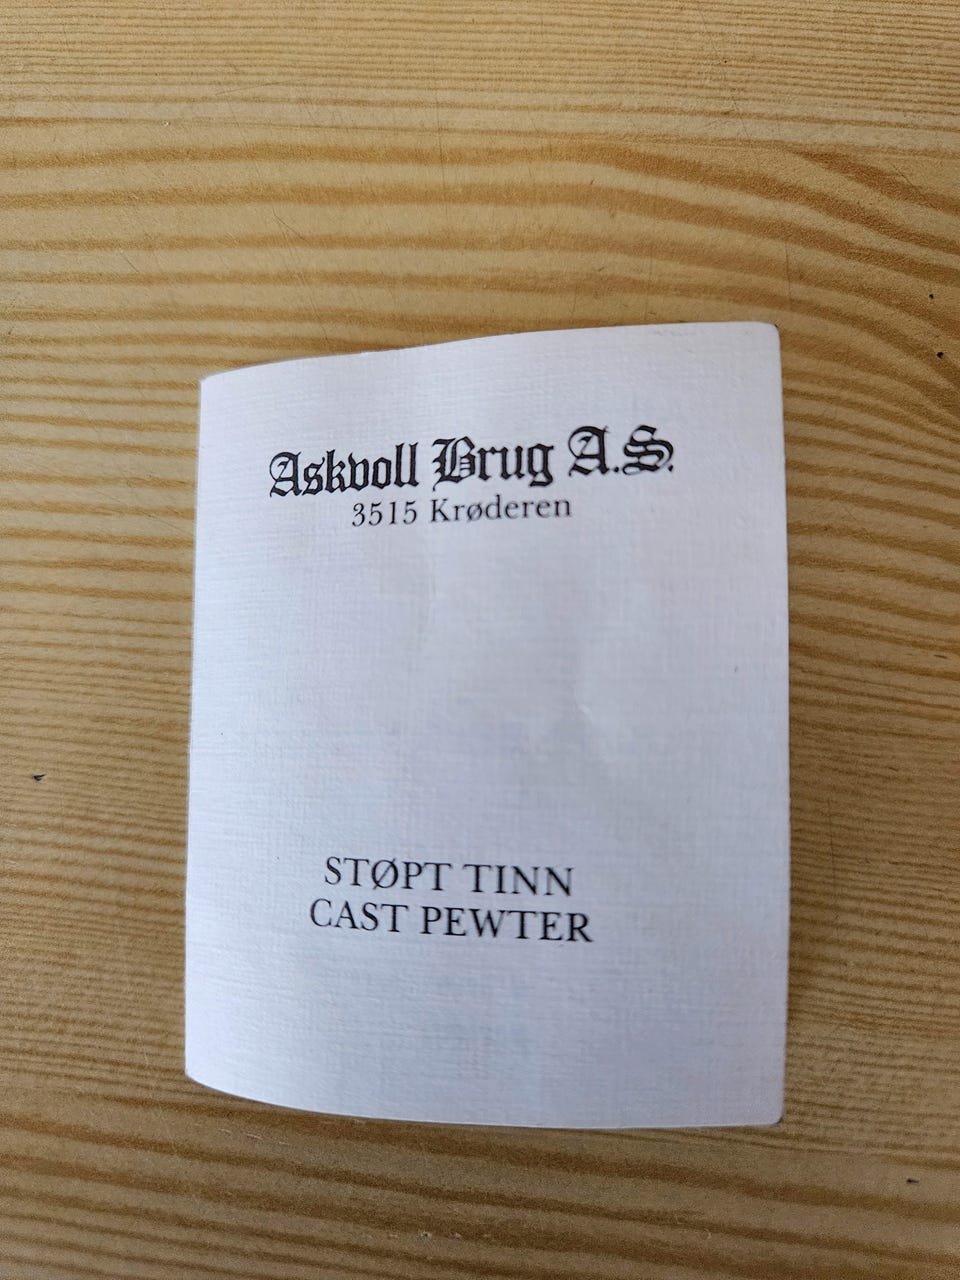 Askvoll Brug A.S.
3515 Krøderen
STØPT TINN
CAST PEWTER